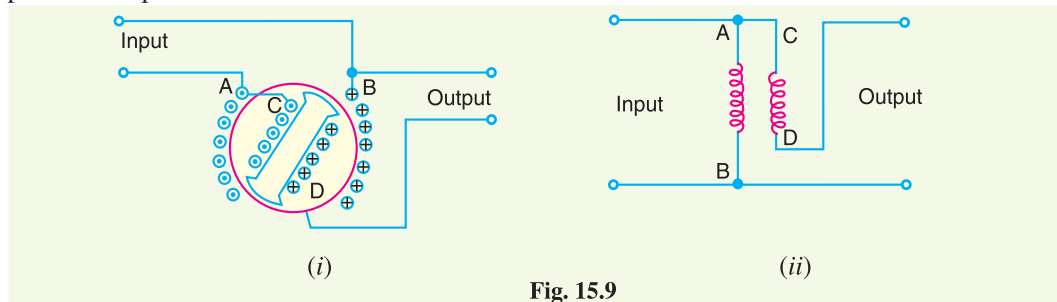 Input
A
C
B
Output
D
(i)
A
C
Input
Output
D
B
(ii)
Fig. 15.9